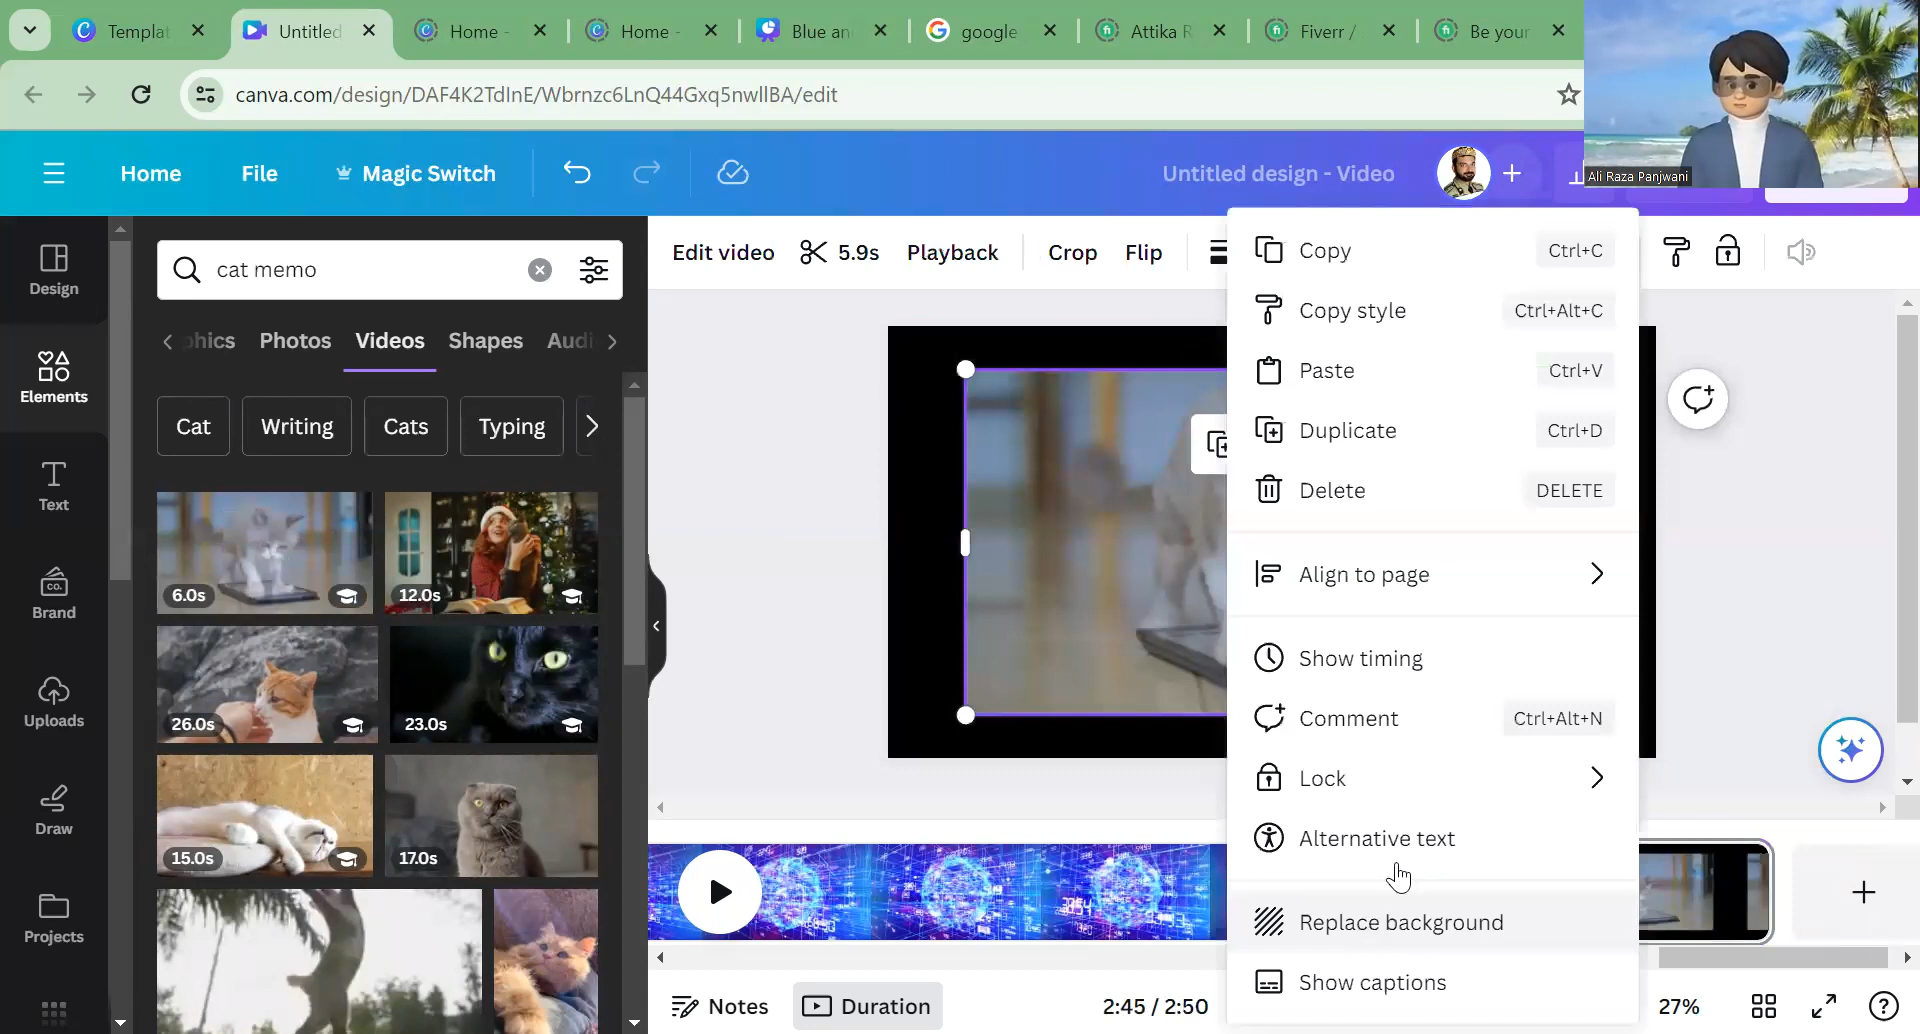 Templat
Untitled
Home -
Home -
Blue an
google
Attika R
Fiverr /
Be your
canva.com/design/DAF4K2TdInE/Wbrnzc6LnQ44Gxq5nwllBA/edit
Ali Raza Panjwani
Home
File
Magic Switch
Untitled design - Video
Design
Elements
Text
Brand
Uploads
Draw
Projects
cat memo
phics
Photos
Videos
Shapes
Audi
Cat
Writing
Cats
Typing
6.0s
12.0s
26.0s
23.0s
15.0s
17.0s
Edit video
5.9s
Playback
Crop
Flip
Copy Ctrl+C
Copy style Ctrl+Alt+C
Paste Ctrl+V
Duplicate Ctrl+D
Delete DELETE
Align to page
Show timing
Comment Ctrl+Alt+N
Lock
Alternative text
Replace background
Show captions
Notes
Duration
2:45 / 2:50
27%